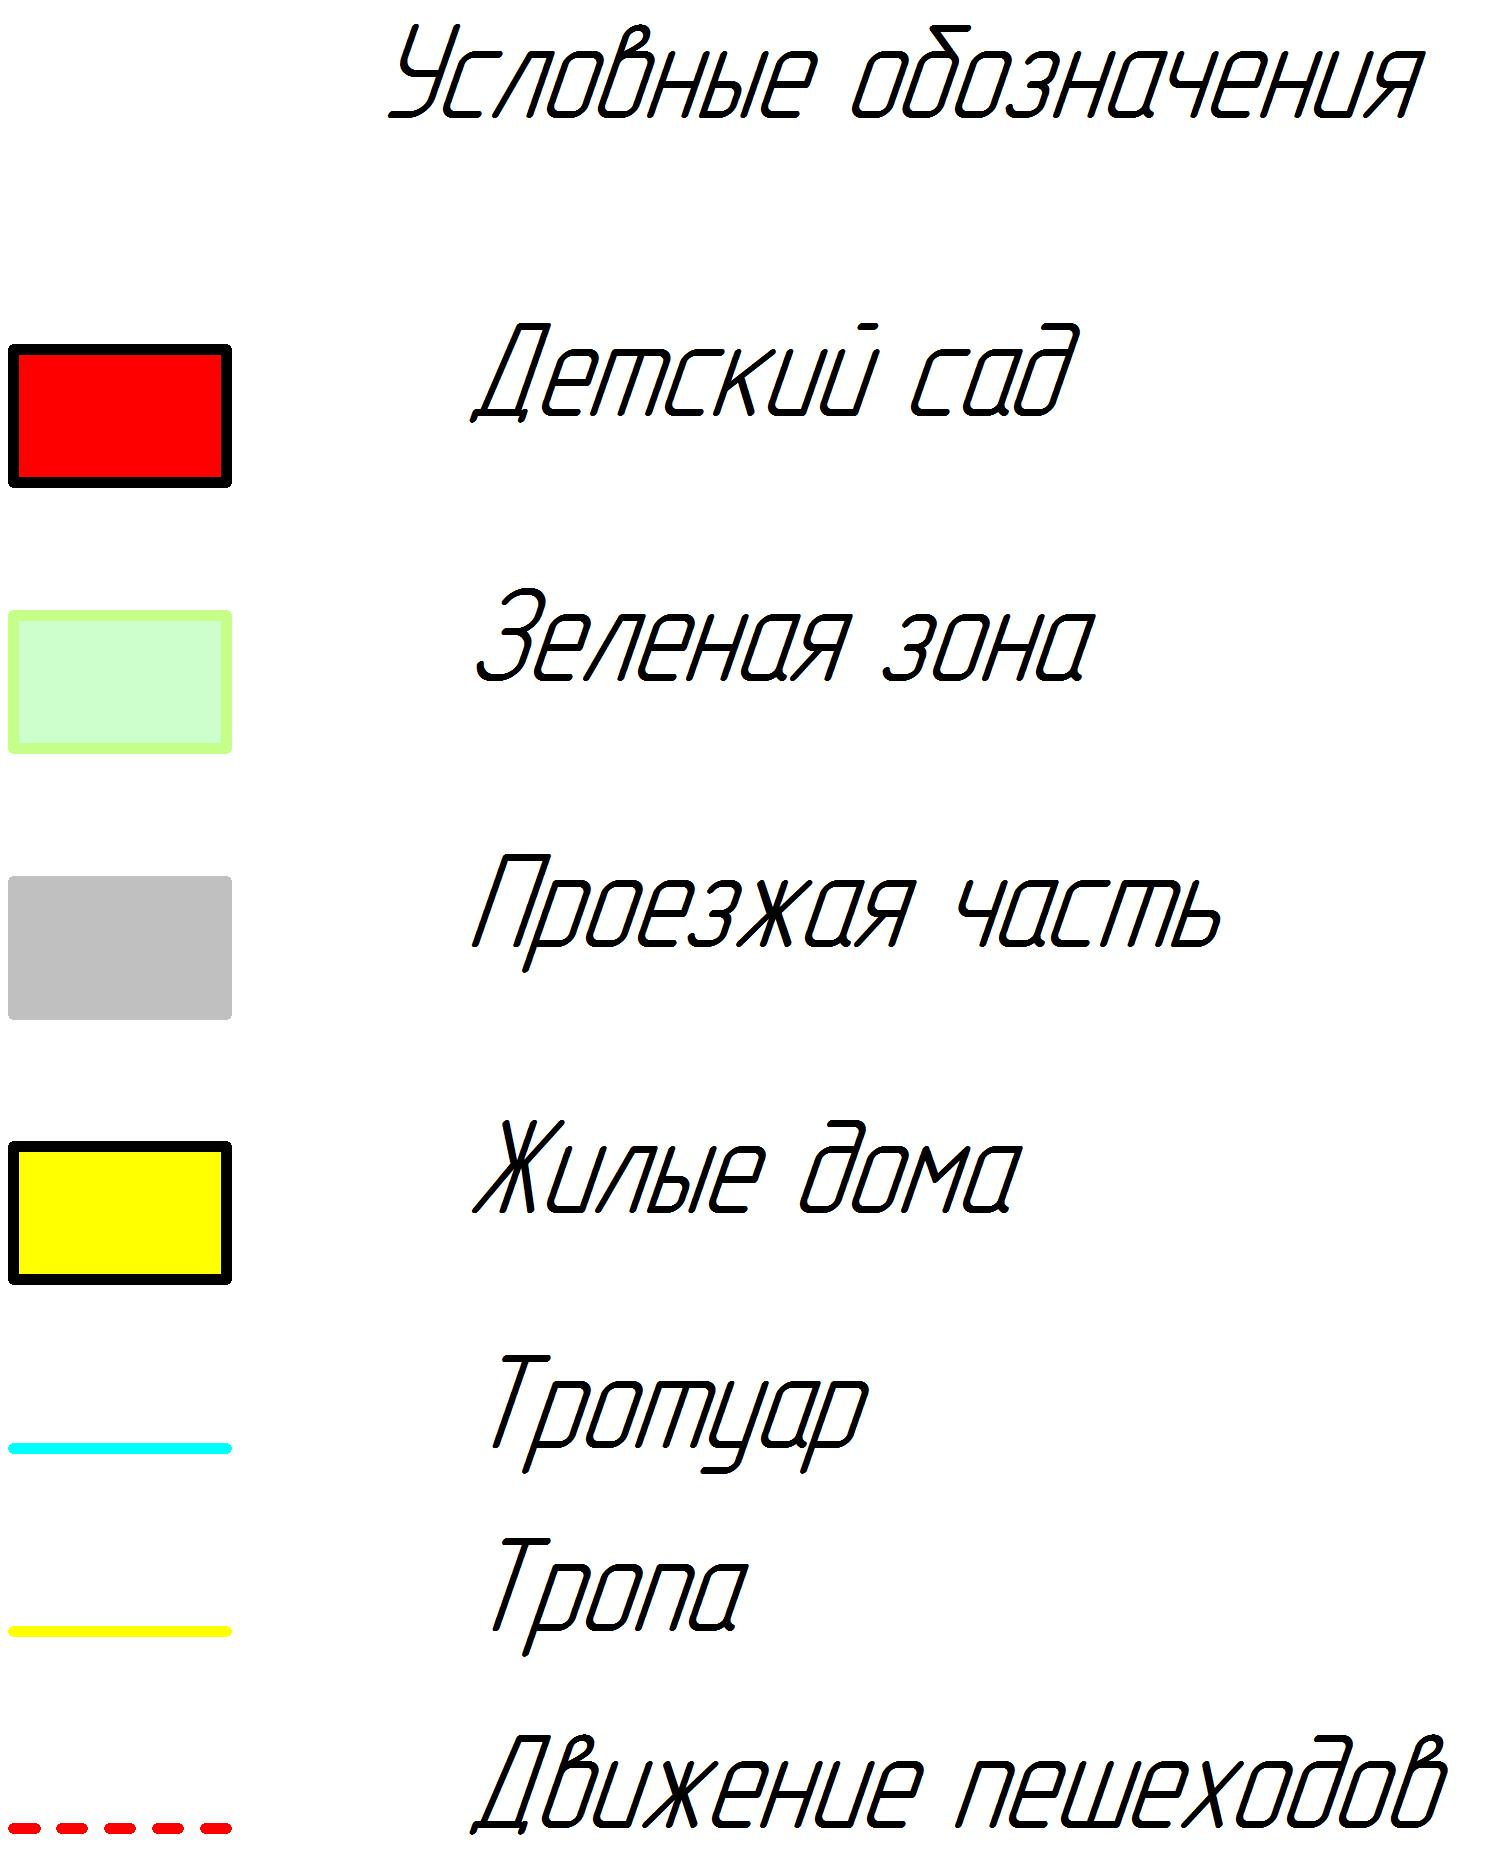 Условные обозначения
Детский сад
Зеленая зона
Проезжая часть
Жилые дома
Тротуар
Тропа
Движение пешеходов